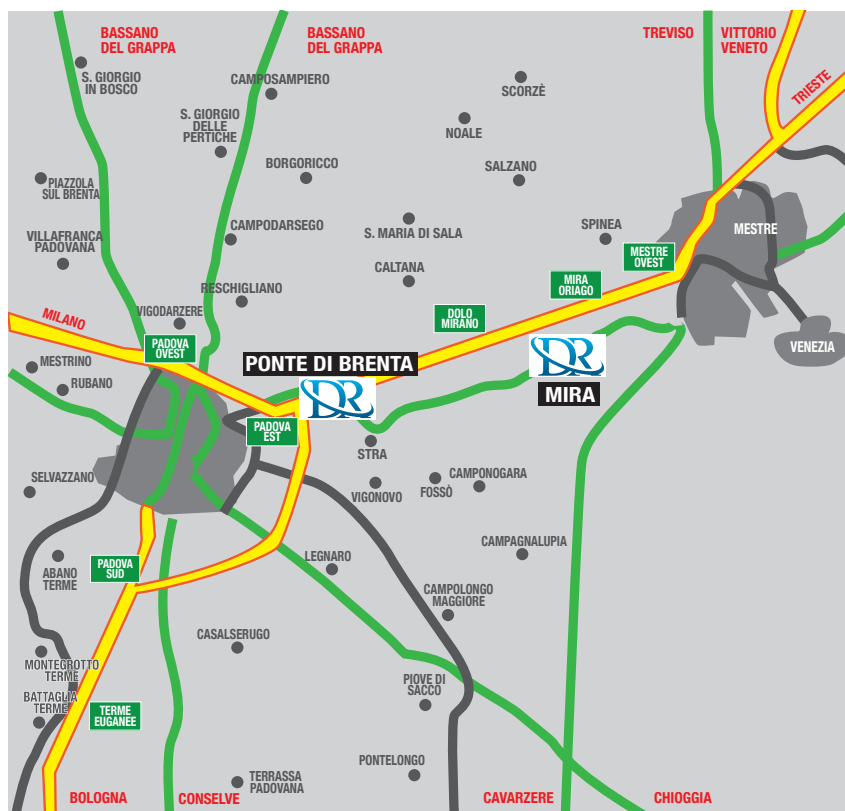 BASSANO
DEL GRAPPA
BASSANO
DEL GRAPPA
TREVISO
VITTORIO
VENETO
TRIESTE
S. GIORGIO
IN BOSCO
CAMPOSAMPIERO
SCORZÈ
S. GIORGIO
DELLE
PERTICHE
NOALE
BORGORICCO
SALZANO
PIAZZOLA
SUL BRENTA
VILLAFRANCA
PADOVANA
CAMPODARSEGO
S. MARIA DI SALA
SPINEA
MESTRE
MESTRE
OVEST
CALTANA
MIRA
ORIAGO
RESCHIGLIANO
VIGODARZERE
MILANO
DOLO
MIRANO
PADOVA
OVEST
VENEZIA
MESTRINO
RUBANO
PONTE DI BRENTA
DR
DR
MIRA
PADOVA
EST
STRA
SELVAZZANO
VIGONOVO
FOSSÒ
CAMPONOGARA
CAMPAGNALUPIA
ABANO
TERME
PADOVA
SUD
LEGNARO
CAMPOLONGO
MAGGIORE
CASALSERUGO
MONTEGROTTO
TERME
PIOVE DI
SACCO
BATTAGLIA
TERME
TERME
EUGANEE
PONTELONGO
TERRASSA
PADOVANA
BOLOGNA
CONSELVE
CAVARZERE
CHIOGGIA